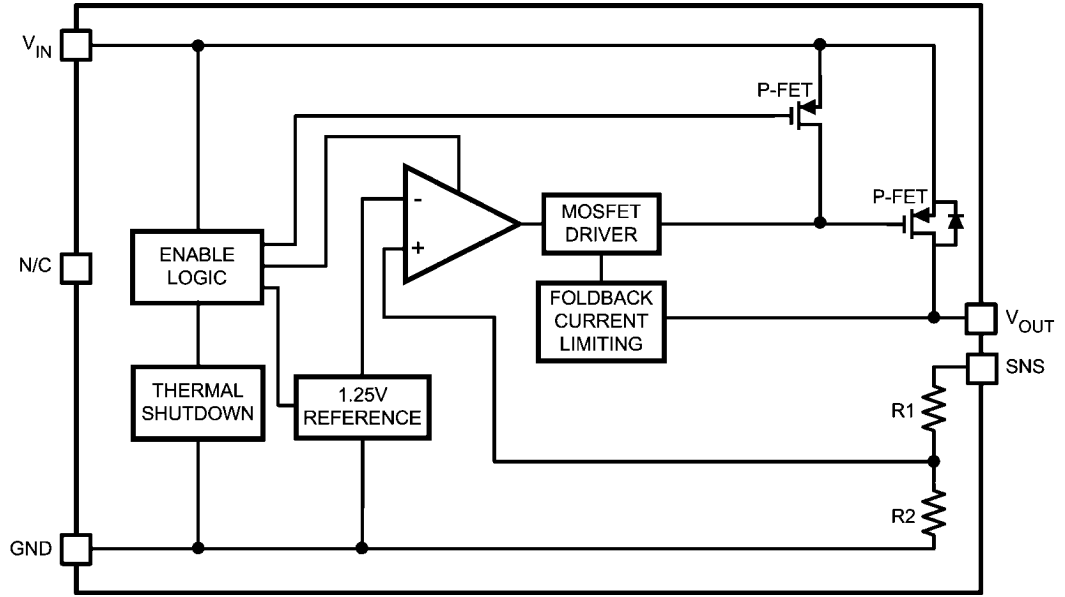 VIN
P-FET
P-FET
-
MOSFET
DRIVER
+
ENABLE
LOGIC
N/C
FOLDBACK
CURRENT
LIMITING
VOUT
SNS
THERMAL
SHUTDOWN
1.25V
REFERENCE
R1
R2
GND